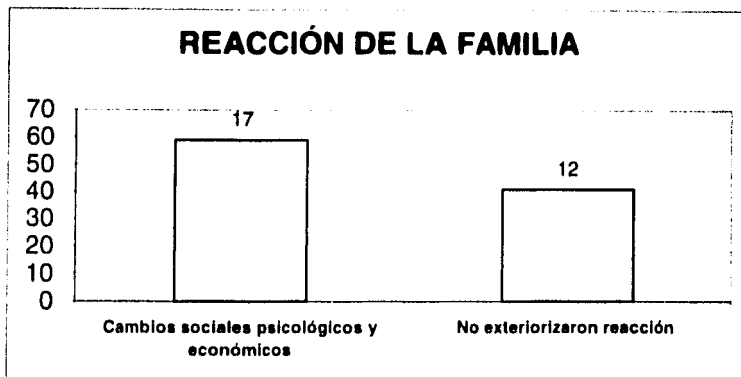 REACCIÓN DE LA FAMILIA
70
60
50
40
30
20
10
0
17
12
Cambios sociales psicológicos y
económicos
No exteriorizaron reacción